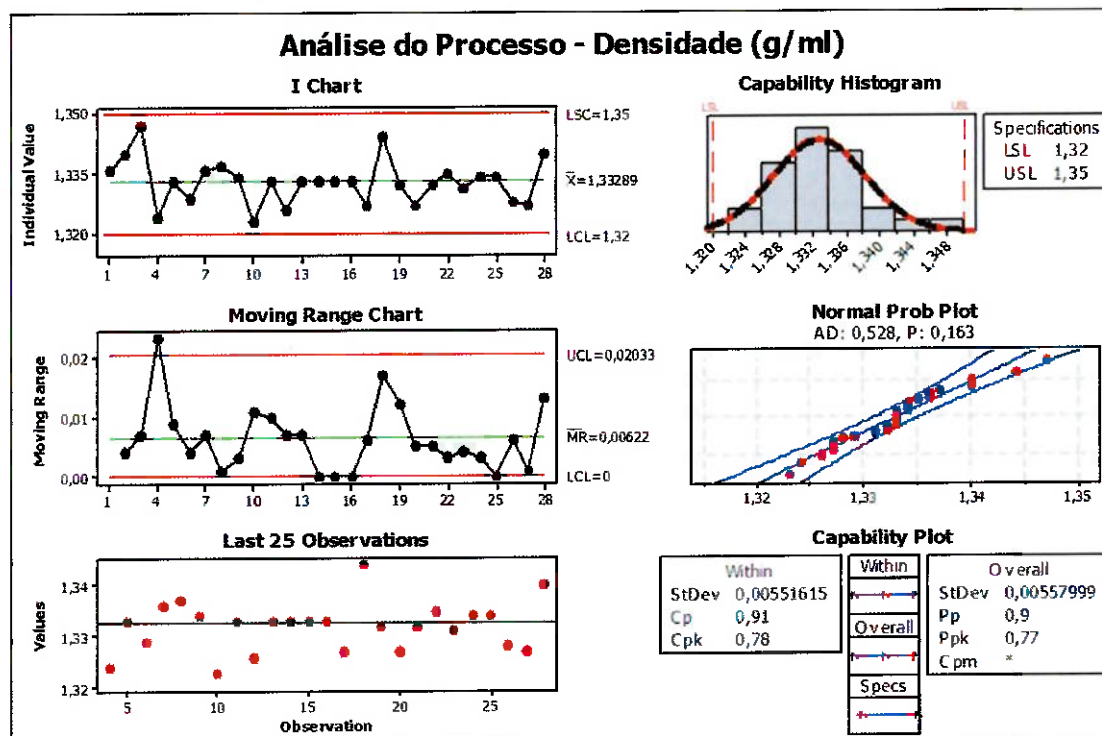 Análise do Processo - Densidade (g/ml)
I Chart
Individual Value
1,350
1,335
1,320
LSC=1,35
X̿=1,33289
LCL=1,32
1 4 7 10 13 16 19 22 25 28
Moving Range Chart
Moving Range
0,02
0,01
0,00
UCL=0,02033
M̅R̅=0,00622
LCL=0
1 4 7 10 13 16 19 22 25 28
Last 25 Observations
Values
1,34
1,33
1,32
5 10 15 20 25
Observation
Capability Histogram
LSL USL
1,320 1,324 1,328 1,332 1,336 1,340 1,344 1,348
Specifications
LSL 1,32
USL 1,35
Normal Prob Plot
AD: 0,528, P: 0,163
1,32 1,33 1,34 1,35
Capability Plot
Within
StDev 0,00551615
Cp 0,91
Cpk 0,78
Within
Overall
Specs
Overall
StDev 0,00557999
Pp 0,9
Ppk 0,77
Cpm *